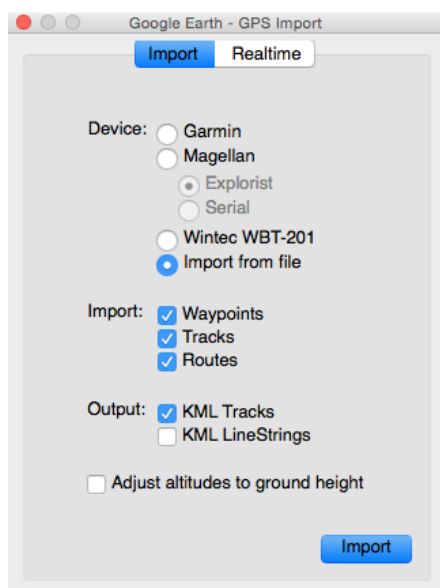 Google Earth - GPS Import
Import Realtime
Device: Garmin
Magellan
Explorist
Serial
Wintec WBT-201
Import from file
Import: Waypoints
Tracks
Routes
Output: KML Tracks
KML LineStrings
Adjust altitudes to ground height
Import